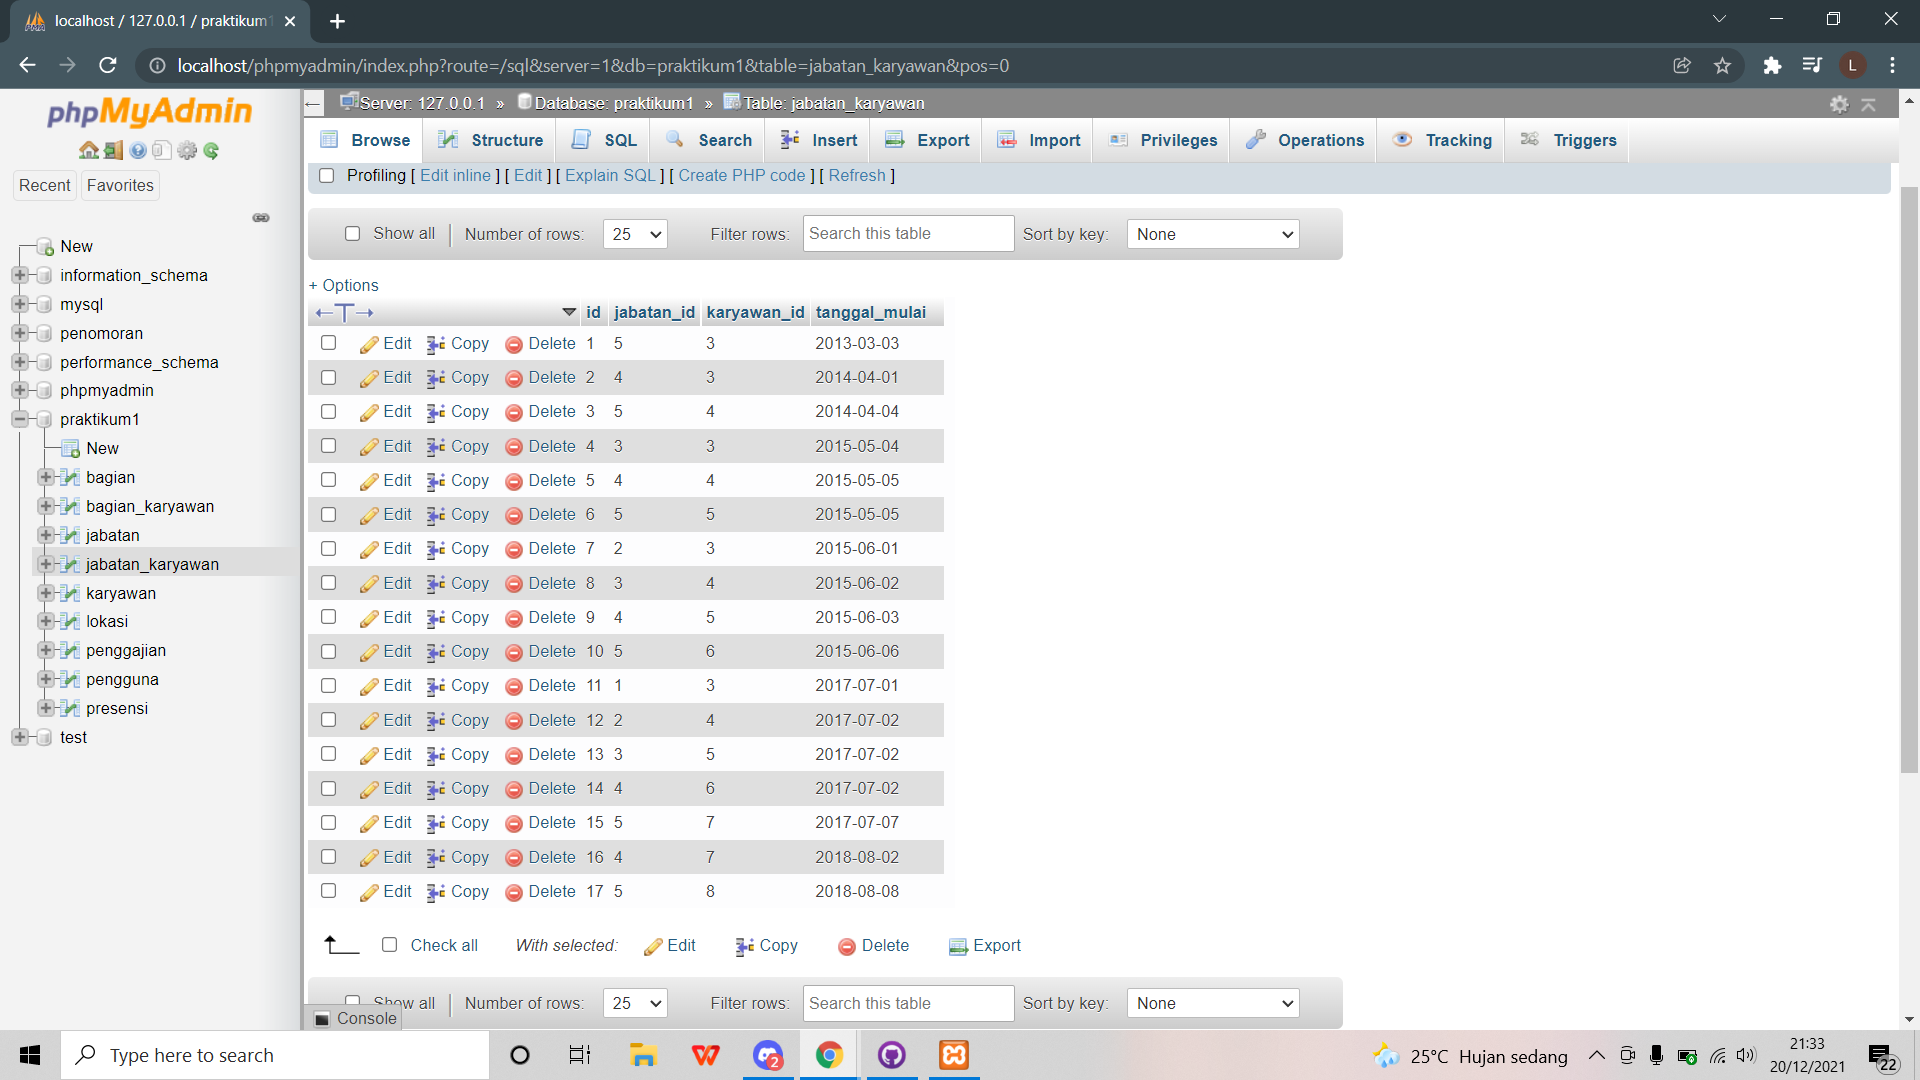 localhost / 127.0.0.1 / praktikum1
localhost/phpmyadmin/index.php?route=/sql&server=1&db=praktikum1&table=jabatan_karyawan&pos=0
L
phpMyAdmin
Recent Favorites
New
information_schema
mysql
penomoran
performance_schema
phpmyadmin
praktikum1
New
bagian
bagian_karyawan
jabatan
jabatan_karyawan
karyawan
lokasi
penggajian
pengguna
presensi
test
Server: 127.0.0.1 » Database: praktikum1 » Table: jabatan_karyawan
Browse Structure SQL Search Insert Export Import Privileges Operations Tracking Triggers
Profiling [ Edit inline ] [ Edit ] [ Explain SQL ] [ Create PHP code ] [ Refresh ]
Show all Number of rows: 25 Filter rows: Search this table Sort by key: None
+ Options
id jabatan_id karyawan_id tanggal_mulai
Edit Copy Delete 1 5 3 2013-03-03
Edit Copy Delete 2 4 3 2014-04-01
Edit Copy Delete 3 5 4 2014-04-04
Edit Copy Delete 4 3 3 2015-05-04
Edit Copy Delete 5 4 4 2015-05-05
Edit Copy Delete 6 5 5 2015-05-05
Edit Copy Delete 7 2 3 2015-06-01
Edit Copy Delete 8 3 4 2015-06-02
Edit Copy Delete 9 4 5 2015-06-03
Edit Copy Delete 10 5 6 2015-06-06
Edit Copy Delete 11 1 3 2017-07-01
Edit Copy Delete 12 2 4 2017-07-02
Edit Copy Delete 13 3 5 2017-07-02
Edit Copy Delete 14 4 6 2017-07-02
Edit Copy Delete 15 5 7 2017-07-07
Edit Copy Delete 16 4 7 2018-08-02
Edit Copy Delete 17 5 8 2018-08-08
Check all With selected: Edit Copy Delete Export
Show all Number of rows: 25 Filter rows: Search this table Sort by key: None
Console
Type here to search
2
25°C Hujan sedang
21:33
20/12/2021
22